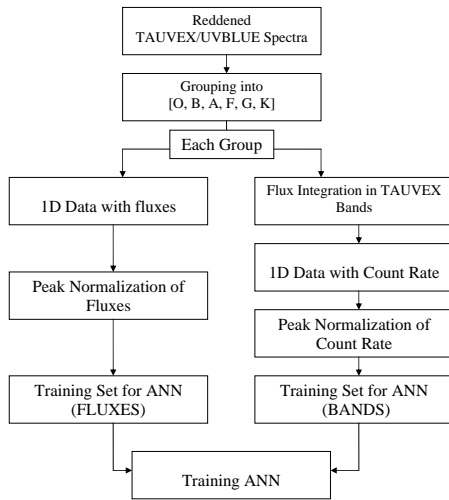 Reddened
TAUVEX/UVBLUE Spectra
Grouping into
[O, B, A, F, G, K]
Each Group
1D Data with fluxes
Peak Normalization of
Fluxes
Training Set for ANN
(FLUXES)
Flux Integration in TAUVEX
Bands
1D Data with Count Rate
Peak Normalization of
Count Rate
Training Set for ANN
(BANDS)
Training ANN